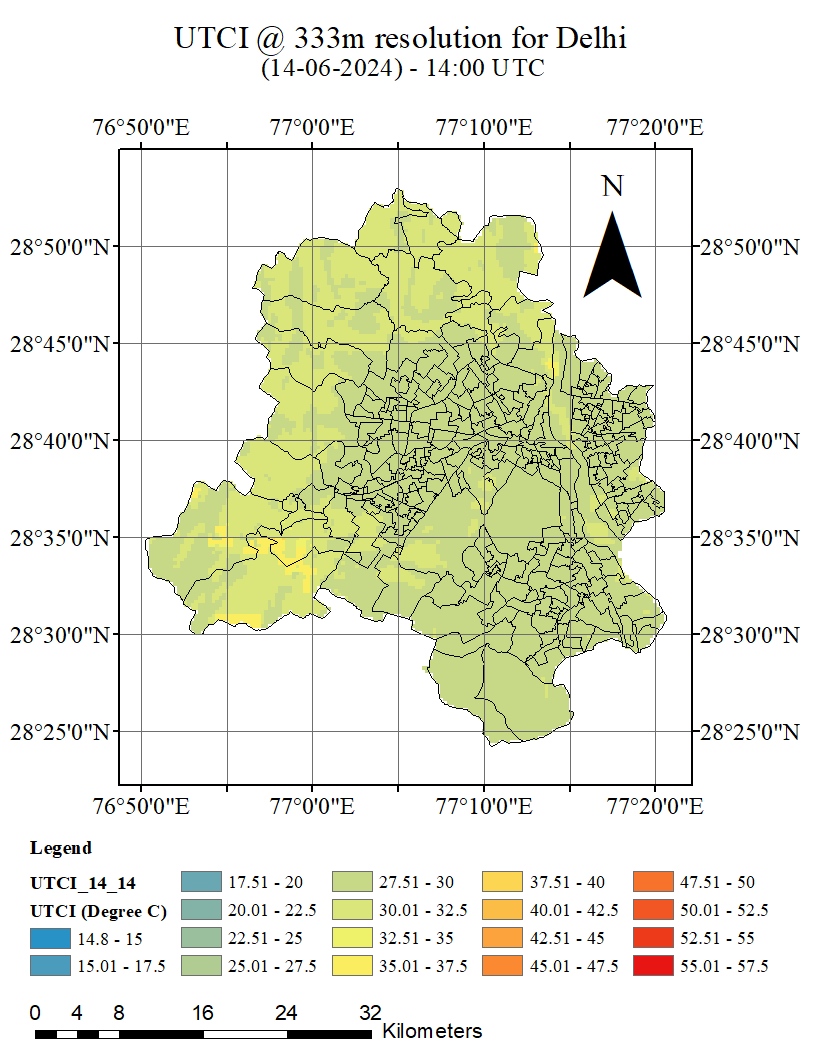 UTCI @ 333m resolution for Delhi
(14-06-2024) - 14:00 UTC
76°50'0"E 77°0'0"E 77°10'0"E 77°20'0"E
N
28°50'0"N 28°50'0"N
28°45'0"N 28°45'0"N
28°40'0"N 28°40'0"N
28°35'0"N 28°35'0"N
28°30'0"N 28°30'0"N
28°25'0"N 28°25'0"N
76°50'0"E 77°0'0"E 77°10'0"E 77°20'0"E
Legend
UTCI_14_14 17.51 - 20 27.51 - 30 37.51 - 40 47.51 - 50
UTCI (Degree C) 20.01 - 22.5 30.01 - 32.5 40.01 - 42.5 50.01 - 52.5
14.8 - 15 22.51 - 25 32.51 - 35 42.51 - 45 52.51 - 55
15.01 - 17.5 25.01 - 27.5 35.01 - 37.5 45.01 - 47.5 55.01 - 57.5
0 4 8 16 24 32
Kilometers